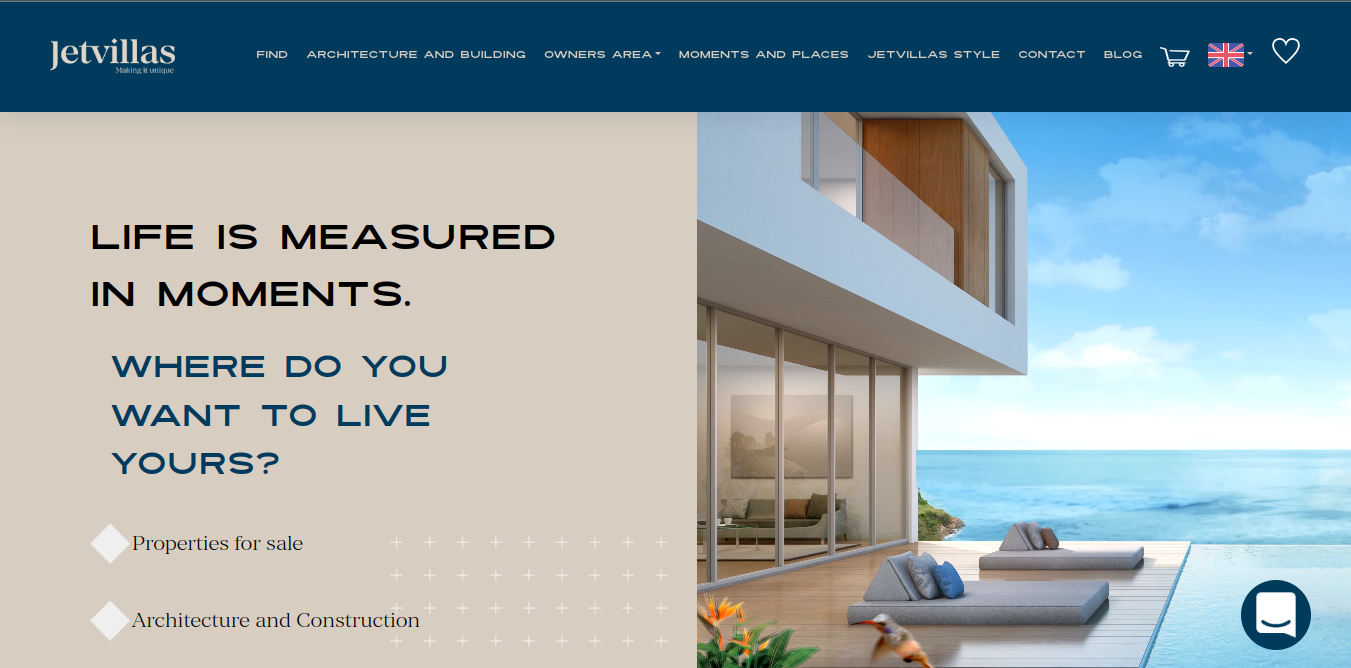 Jetvillas
Making it unique
FIND
ARCHITECTURE AND BUILDING
OWNERS AREA
MOMENTS AND PLACES
JETVILLAS STYLE
CONTACT
BLOG
LIFE IS MEASURED
IN MOMENTS.
WHERE DO YOU
WANT TO LIVE
YOURS?
Properties for sale
Architecture and Construction